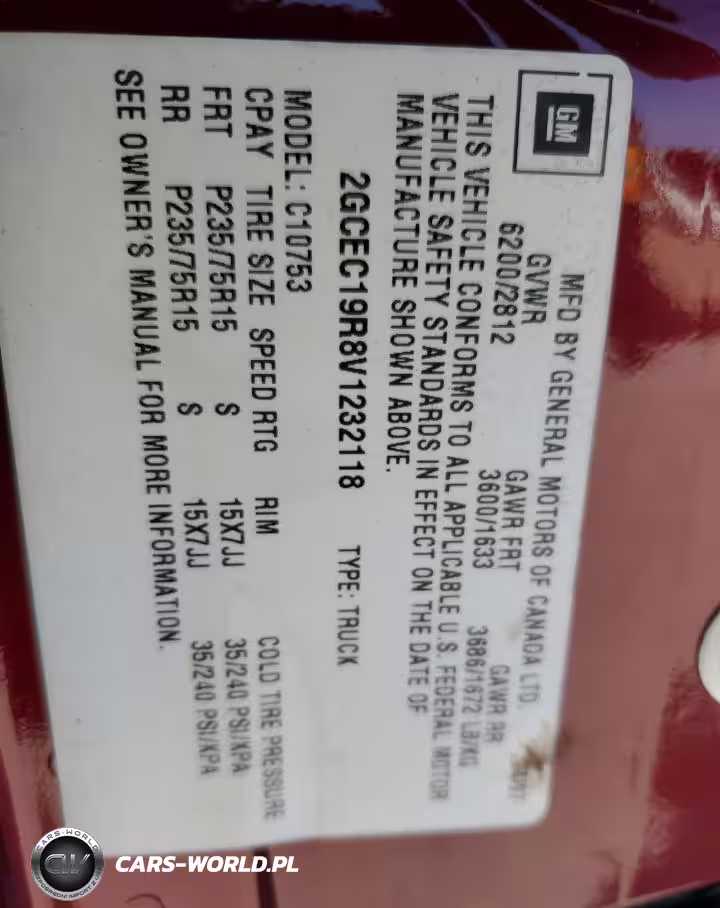 GM
MFD BY GENERAL MOTORS OF CANADA LTD.
GVWR GAWR FRT GAWR RR
6200/2812 3600/1633 3686/1672 LB/KG
THIS VEHICLE CONFORMS TO ALL APPLICABLE U.S. FEDERAL MOTOR
VEHICLE SAFETY STANDARDS IN EFFECT ON THE DATE OF
MANUFACTURE SHOWN ABOVE.
2GCEC19R8V1232118 TYPE: TRUCK
MODEL: C10753
CPAY TIRE SIZE SPEED RTG RIM COLD TIRE PRESSURE
FRT P235/75R15 S 15X7JJ 35/240 PSI/KPA
RR P235/75R15 S 15X7JJ 35/240 PSI/KPA
SEE OWNER'S MANUAL FOR MORE INFORMATION.
CARS-WORLD
CW
CARS-WORLD.PL